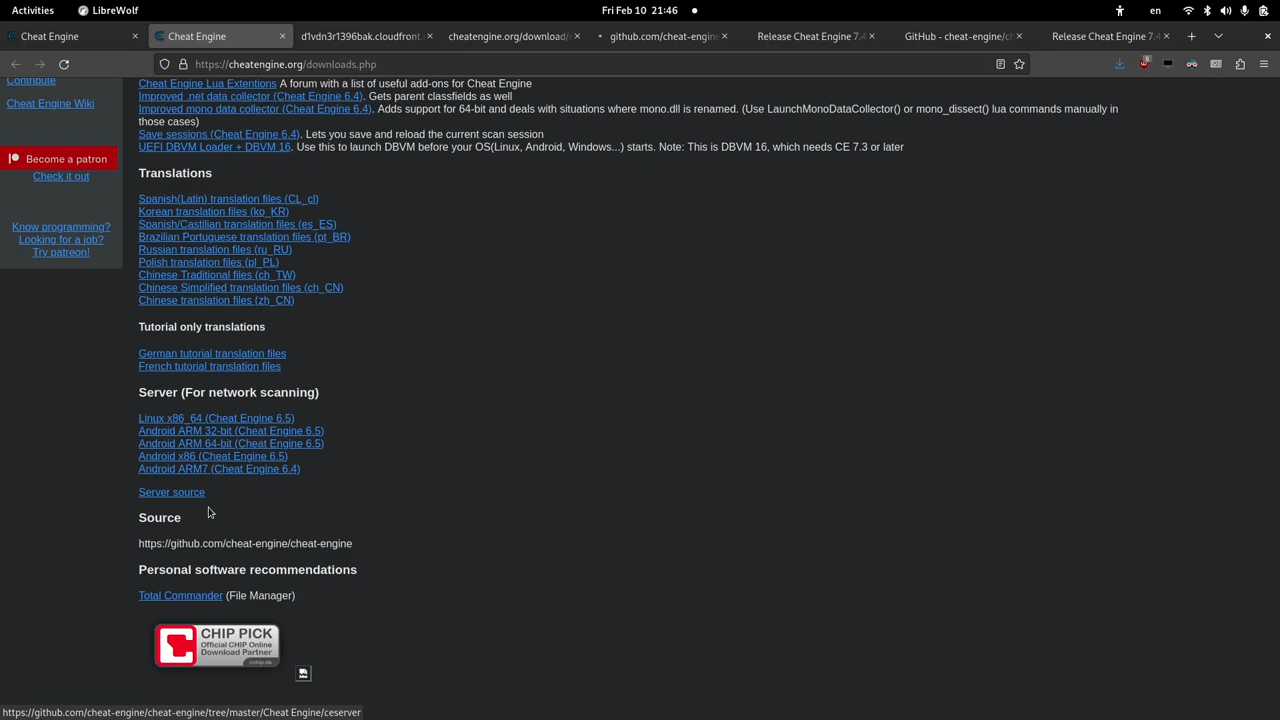 Activities LibreWolf Fri Feb 10 21:46 en
Cheat Engine Cheat Engine d1vdn3r1396bak.cloudfront. cheatengine.org/download/c github.com/cheat-engine/c Release Cheat Engine 7.4 GitHub - cheat-engine/ch Release Cheat Engine 7.4
https://cheatengine.org/downloads.php
Contribute
Cheat Engine Wiki
Become a patron
Check it out
Know programming?
Looking for a job?
Try patreon!
Cheat Engine Lua Extentions A forum with a list of useful add-ons for Cheat Engine
Improved .net data collector (Cheat Engine 6.4). Gets parent classfields as well
Improved mono data collector (Cheat Engine 6.4). Adds support for 64-bit and deals with situations where mono.dll is renamed. (Use LaunchMonoDataCollector() or mono_dissect() lua commands manually in
those cases)
Save sessions (Cheat Engine 6.4). Lets you save and reload the current scan session
UEFI DBVM Loader + DBVM 16. Use this to launch DBVM before your OS(Linux, Android, Windows...) starts. Note: This is DBVM 16, which needs CE 7.3 or later
Translations
Spanish(Latin) translation files (CL_cl)
Korean translation files (ko_KR)
Spanish/Castilian translation files (es_ES)
Brazilian Portuguese translation files (pt_BR)
Russian translation files (ru_RU)
Polish translation files (pl_PL)
Chinese Traditional files (ch_TW)
Chinese Simplified translation files (ch_CN)
Chinese translation files (zh_CN)
Tutorial only translations
German tutorial translation files
French tutorial translation files
Server (For network scanning)
Linux x86_64 (Cheat Engine 6.5)
Android ARM 32-bit (Cheat Engine 6.5)
Android ARM 64-bit (Cheat Engine 6.5)
Android x86 (Cheat Engine 6.5)
Android ARM7 (Cheat Engine 6.4)
Server source
Source
https://github.com/cheat-engine/cheat-engine
Personal software recommendations
Total Commander (File Manager)
CHIP PICK
Official CHIP Online
Download Partner
https://github.com/cheat-engine/cheat-engine/tree/master/Cheat Engine/ceserver